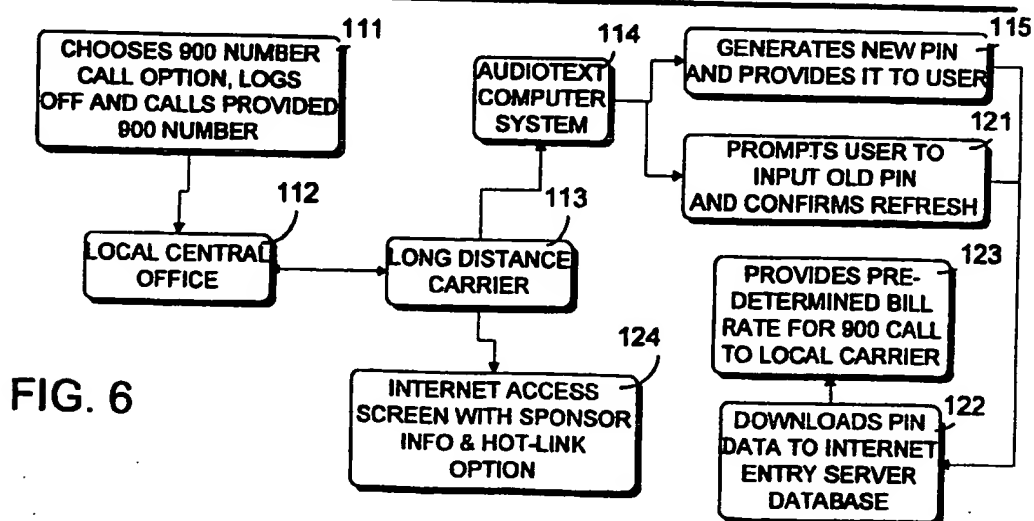 111
CHOOSES 900 NUMBER
CALL OPTION, LOGS
OFF AND CALLS PROVIDED
900 NUMBER
112
LOCAL CENTRAL
OFFICE
113
LONG DISTANCE
CARRIER
114
AUDIOTEXT
COMPUTER
SYSTEM
115
GENERATES NEW PIN
AND PROVIDES IT TO USER
121
PROMPTS USER TO
INPUT OLD PIN
AND CONFIRMS REFRESH
123
PROVIDES PRE-
DETERMINED BILL
RATE FOR 900 CALL
TO LOCAL CARRIER
122
DOWNLOADS PIN
DATA TO INTERNET
ENTRY SERVER
DATABASE
124
INTERNET ACCESS
SCREEN WITH SPONSOR
INFO & HOT-LINK
OPTION
FIG. 6